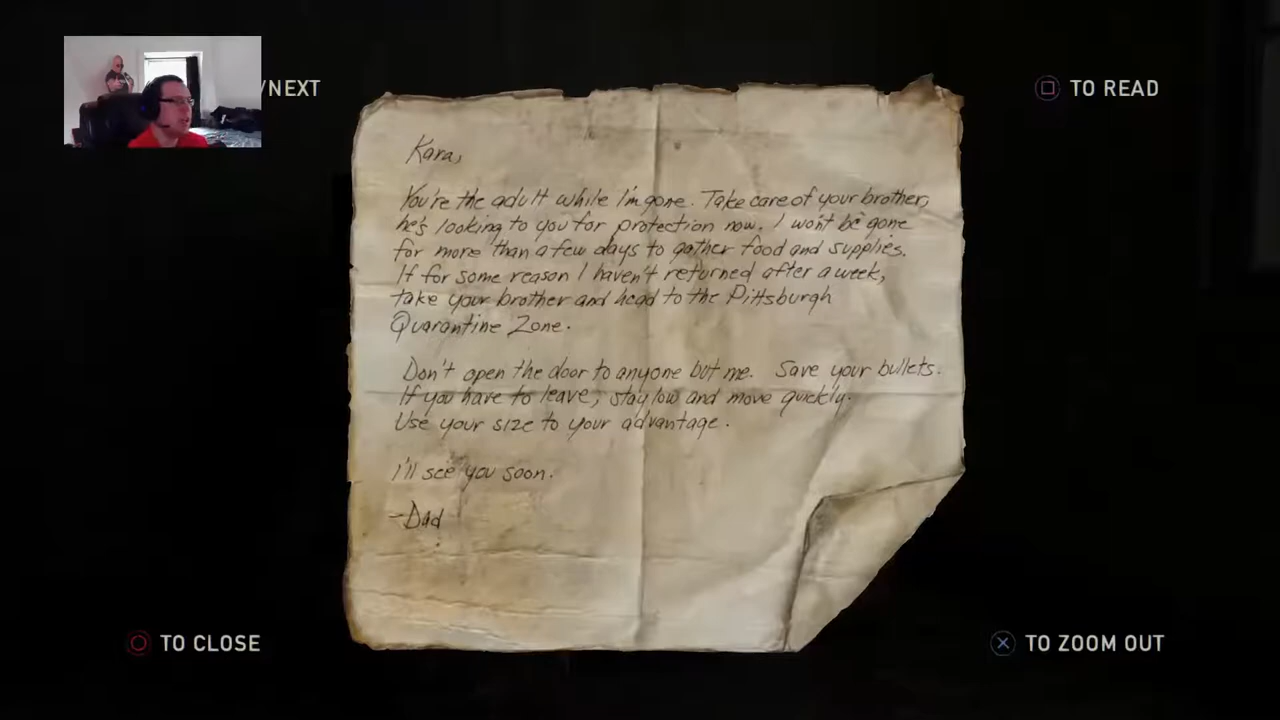 /NEXT
TO READ
Kara,
You're the adult while I'm gone. Take care of your brother,
he's looking to you for protection now. I won't be gone
for more than a few days to gather food and supplies.
If for some reason I haven't returned after a week,
take your brother and head to the Pittsburgh
Quarantine Zone.
Don't open the door to anyone but me. Save your bullets.
If you have to leave, stay low and move quickly.
Use your size to your advantage.
I'll see you soon.
-Dad
TO CLOSE
TO ZOOM OUT